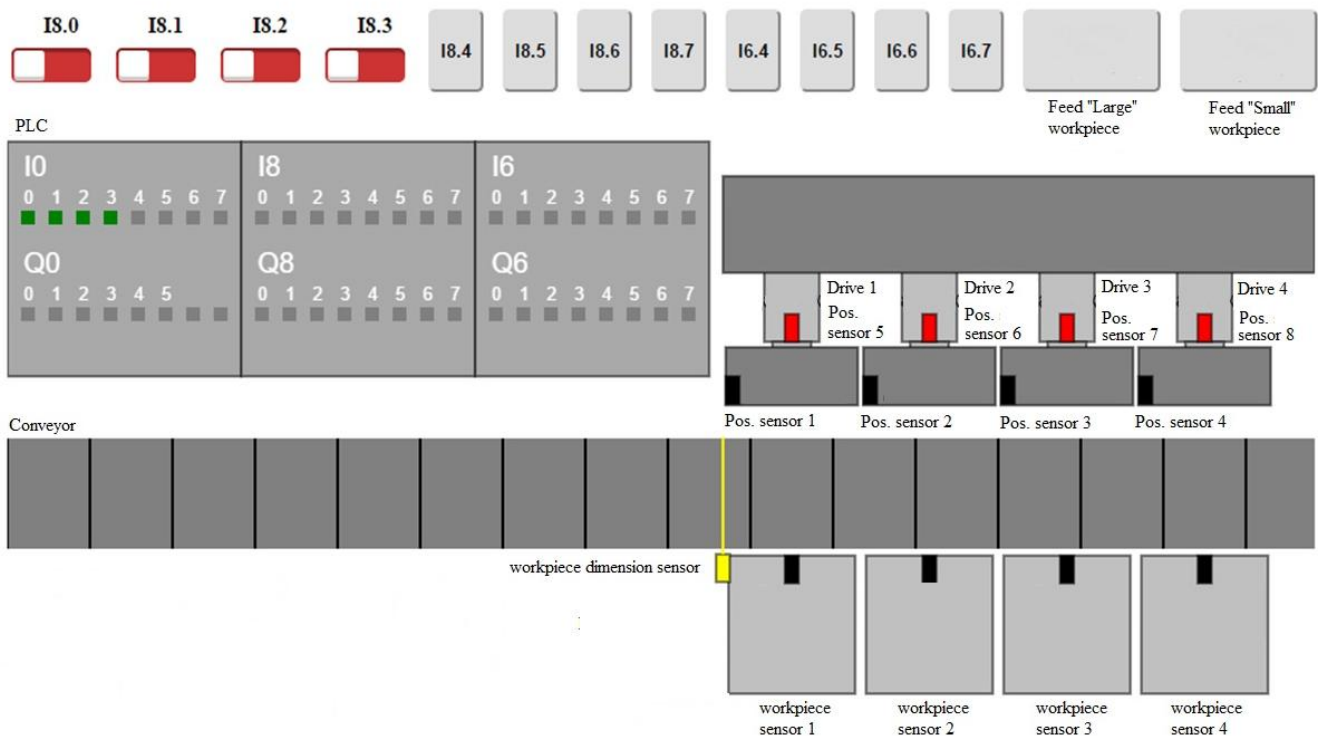 I8.0 I8.1 I8.2 I8.3
I8.4 I8.5 I8.6 I8.7 I6.4 I6.5 I6.6 I6.7
Feed "Large"
workpiece
Feed "Small"
workpiece
PLC
I0 I8 I6
0 1 2 3 4 5 6 7 0 1 2 3 4 5 6 7 0 1 2 3 4 5 6 7
Q0 Q8 Q6
0 1 2 3 4 5 0 1 2 3 4 5 6 7 0 1 2 3 4 5 6 7
Drive 1
Pos.
sensor 5
Drive 2
Pos.
sensor 6
Drive 3
Pos.
sensor 7
Drive 4
Pos.
sensor 8
Pos. sensor 1 Pos. sensor 2 Pos. sensor 3 Pos. sensor 4
Conveyor
workpiece dimension sensor
workpiece
sensor 1
workpiece
sensor 2
workpiece
sensor 3
workpiece
sensor 4